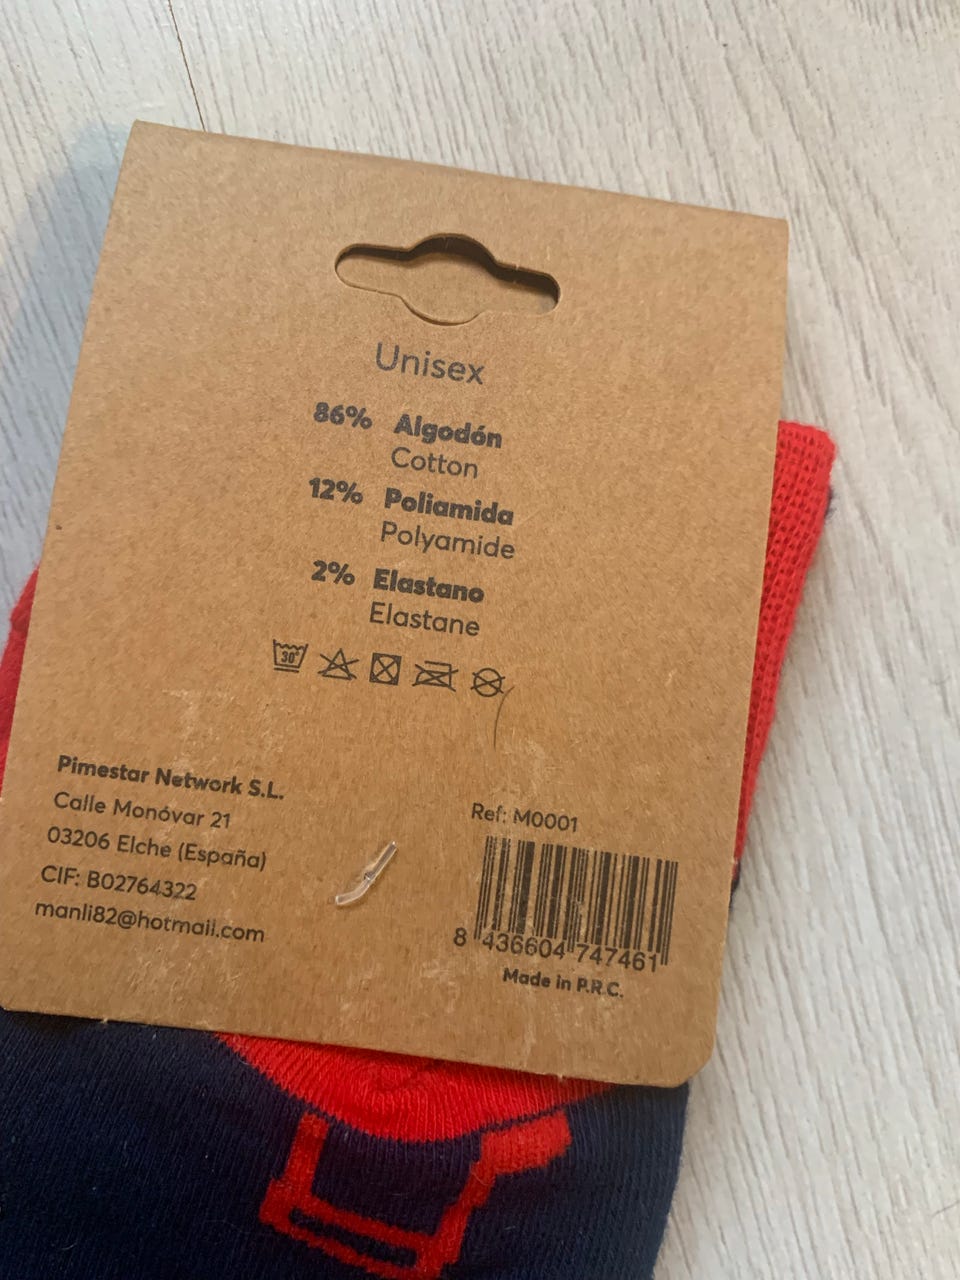 Unisex
86% Algodón
Cotton
12% Poliamida
Polyamide
2% Elastano
Elastane
30°
Pimestar Network S.L.
Calle Monóvar 21
03206 Elche (España)
CIF: B02764322
manli82@hotmail.com
Ref: M0001
8 436604 747461
Made in P.R.C.